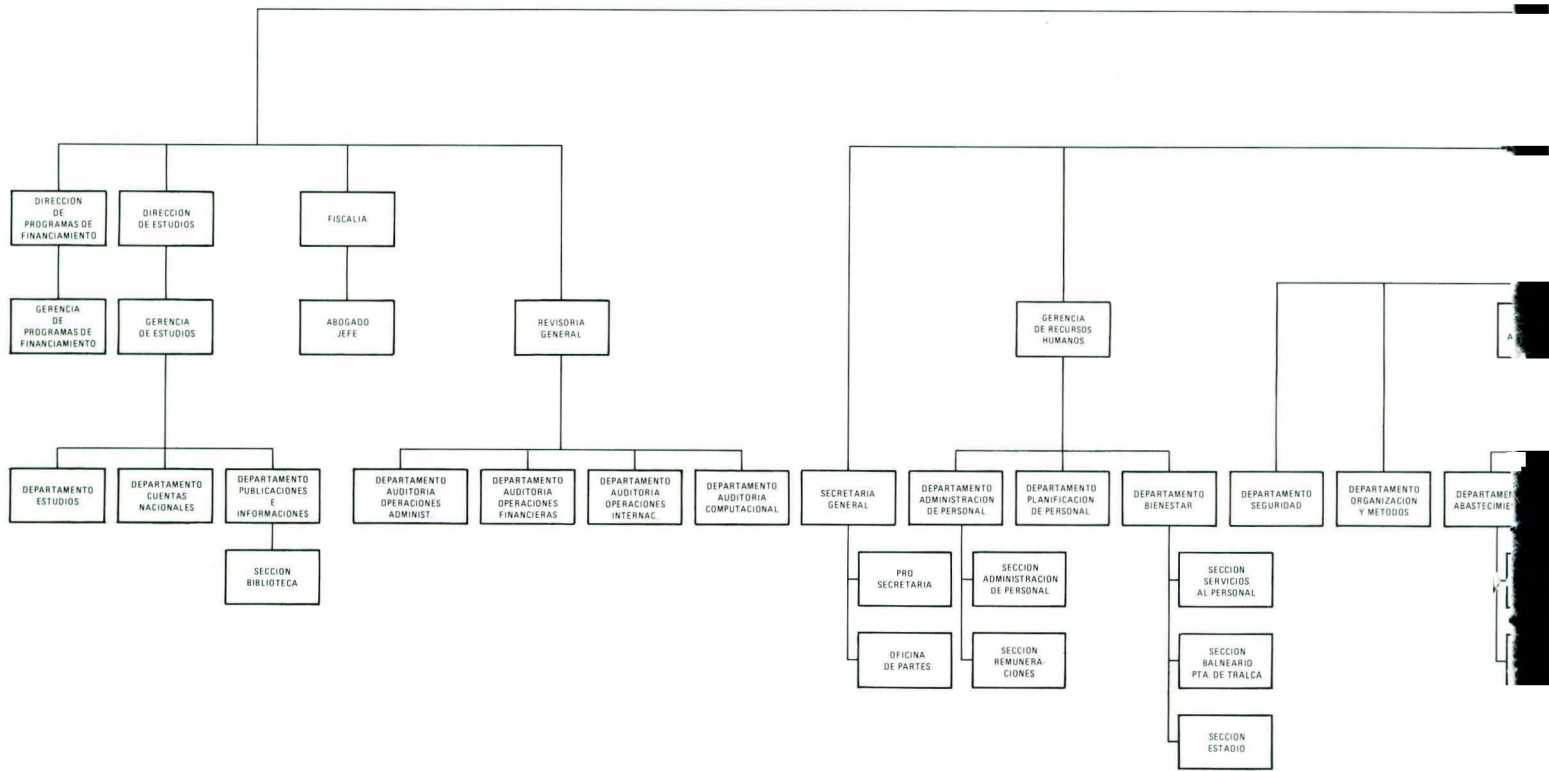 DIRECCION
DE
PROGRAMAS DE
FINANCIAMIENTO
DIRECCION
DE ESTUDIOS
FISCALIA
GERENCIA
DE
PROGRAMAS DE
FINANCIAMIENTO
GERENCIA
DE ESTUDIOS
ABOGADO
JEFE
REVISORIA
GENERAL
GERENCIA
DE RECURSOS
HUMANOS
DEPARTAMENTO
ESTUDIOS
DEPARTAMENTO
CUENTAS
NACIONALES
DEPARTAMENTO
PUBLICACIONES
E
INFORMACIONES
DEPARTAMENTO
AUDITORIA
OPERACIONES
ADMINIST.
DEPARTAMENTO
AUDITORIA
OPERACIONES
FINANCIERAS
DEPARTAMENTO
AUDITORIA
OPERACIONES
INTERNAC.
DEPARTAMENTO
AUDITORIA
COMPUTACIONAL
SECRETARIA
GENERAL
DEPARTAMENTO
ADMINISTRACION
DE PERSONAL
DEPARTAMENTO
PLANIFICACION
DE PERSONAL
DEPARTAMENTO
BIENESTAR
DEPARTAMENTO
SEGURIDAD
DEPARTAMENTO
ORGANIZACION
Y METODOS
DEPARTAMEN
ABASTECIMIE
SECCION
BIBLIOTECA
PRO
SECRETARIA
SECCION
ADMINISTRACION
DE PERSONAL
SECCION
SERVICIOS
AL PERSONAL
OFICINA
DE PARTES
SECCION
REMUNERA-
CIONES
SECCION
BALNEARIO
PTA. DE TRALCA
SECCION
ESTADIO